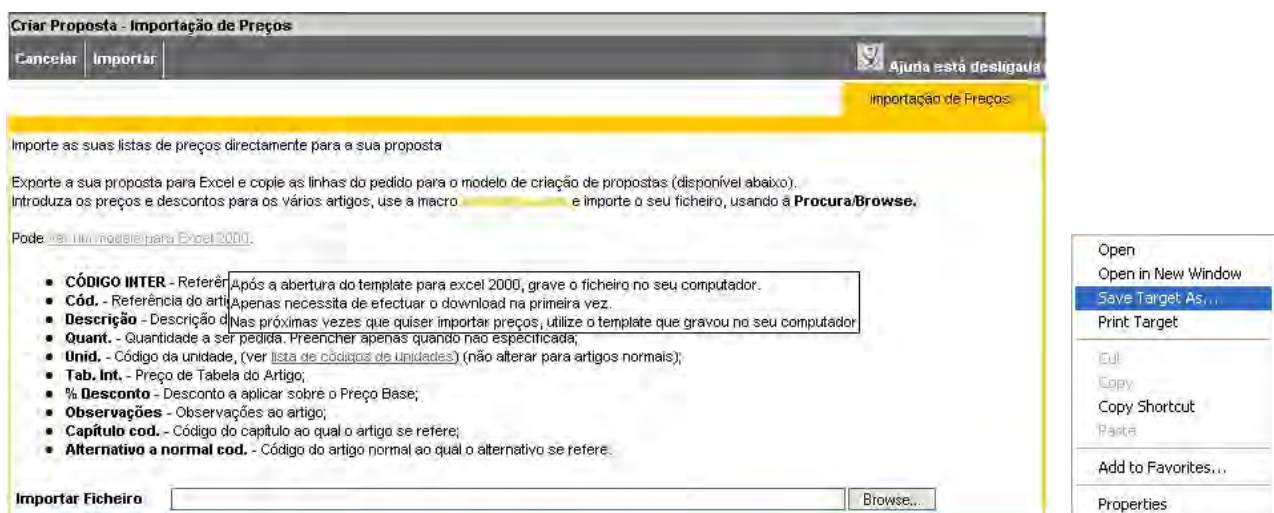 Criar Proposta - Importação de Preços
Cancelar Importar
Ajuda está desligada
Importação de Preços
Importe as suas listas de preços directamente para a sua proposta
Exporte a sua proposta para Excel e copie as linhas do pedido para o modelo de criação de propostas (disponível abaixo).
Introduza os preços e descontos para os vários artigos, use a macro e importe o seu ficheiro, usando a Procura/Browse.
Pode ver um modelo para Excel 2000.
• CÓDIGO INTER - Referên
Após a abertura do template para excel 2000, grave o ficheiro no seu computador.
• Cód. - Referência do arti
Apenas necessita de efectuar o download na primeira vez.
• Descrição - Descrição d
Nas próximas vezes que quiser importar preços, utilize o template que gravou no seu computador
• Quant. - Quantidade a ser pedida. Preencher apenas quando não especificada;
• Unid. - Código da unidade, (ver lista de códigos de unidades) (não alterar para artigos normais);
• Tab. Int. - Preço de Tabela do Artigo;
• % Desconto - Desconto a aplicar sobre o Preço Base;
• Observações - Observações ao artigo;
• Capítulo cod. - Código do capítulo ao qual o artigo se refere;
• Alternativo a normal cod. - Código do artigo normal ao qual o alternativo se refere.
Importar Ficheiro Browse...
Open
Open in New Window
Save Target As...
Print Target
Cut
Copy
Copy Shortcut
Paste
Add to Favorites...
Properties